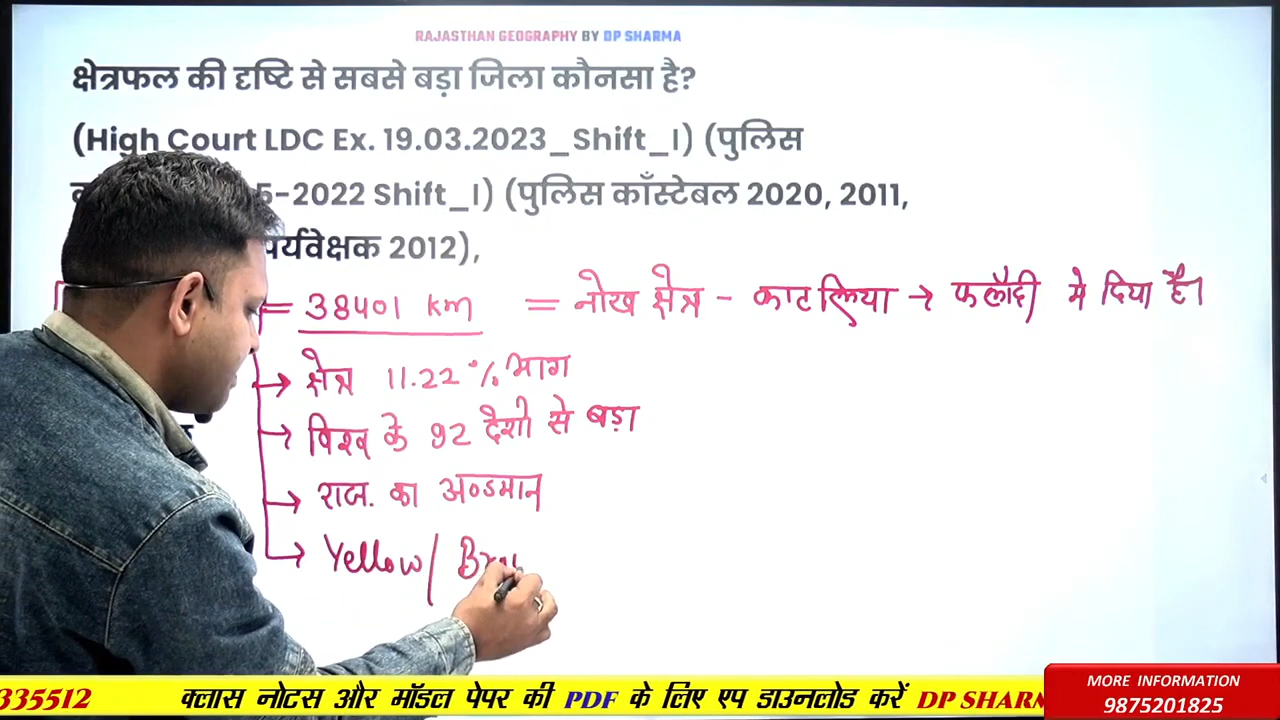 RAJASTHAN GEOGRAPHY BY DP SHARMA
क्षेत्रफल की दृष्टि से सबसे बड़ा जिला कौनसा है?
(High Court LDC Ex. 19.03.2023_Shift_I) (पुलिस
-2022 Shift_I) (पुलिस काँस्टेबल 2020, 2011,
पर्यवेक्षक 2012),
= 38401 km = नोख क्षेत्र - काट लिया → फलौदी मे दिया है।
→ क्षेत्र 11.22 % भाग
→ विश्व के 92 देशो से बड़ा
→ राज. का अण्डमान
→ Yellow/
335512 क्लास नोटस और मॉडल पेपर की PDF के लिए एप डाउनलोड करें DP SHARM
MORE INFORMATION
9875201825